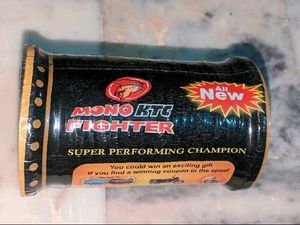 All
New
MONO KTC
FIGHTER
SUPER PERFORMING CHAMPION
You could win an exciting gift
If you find a winning coupon in the spool